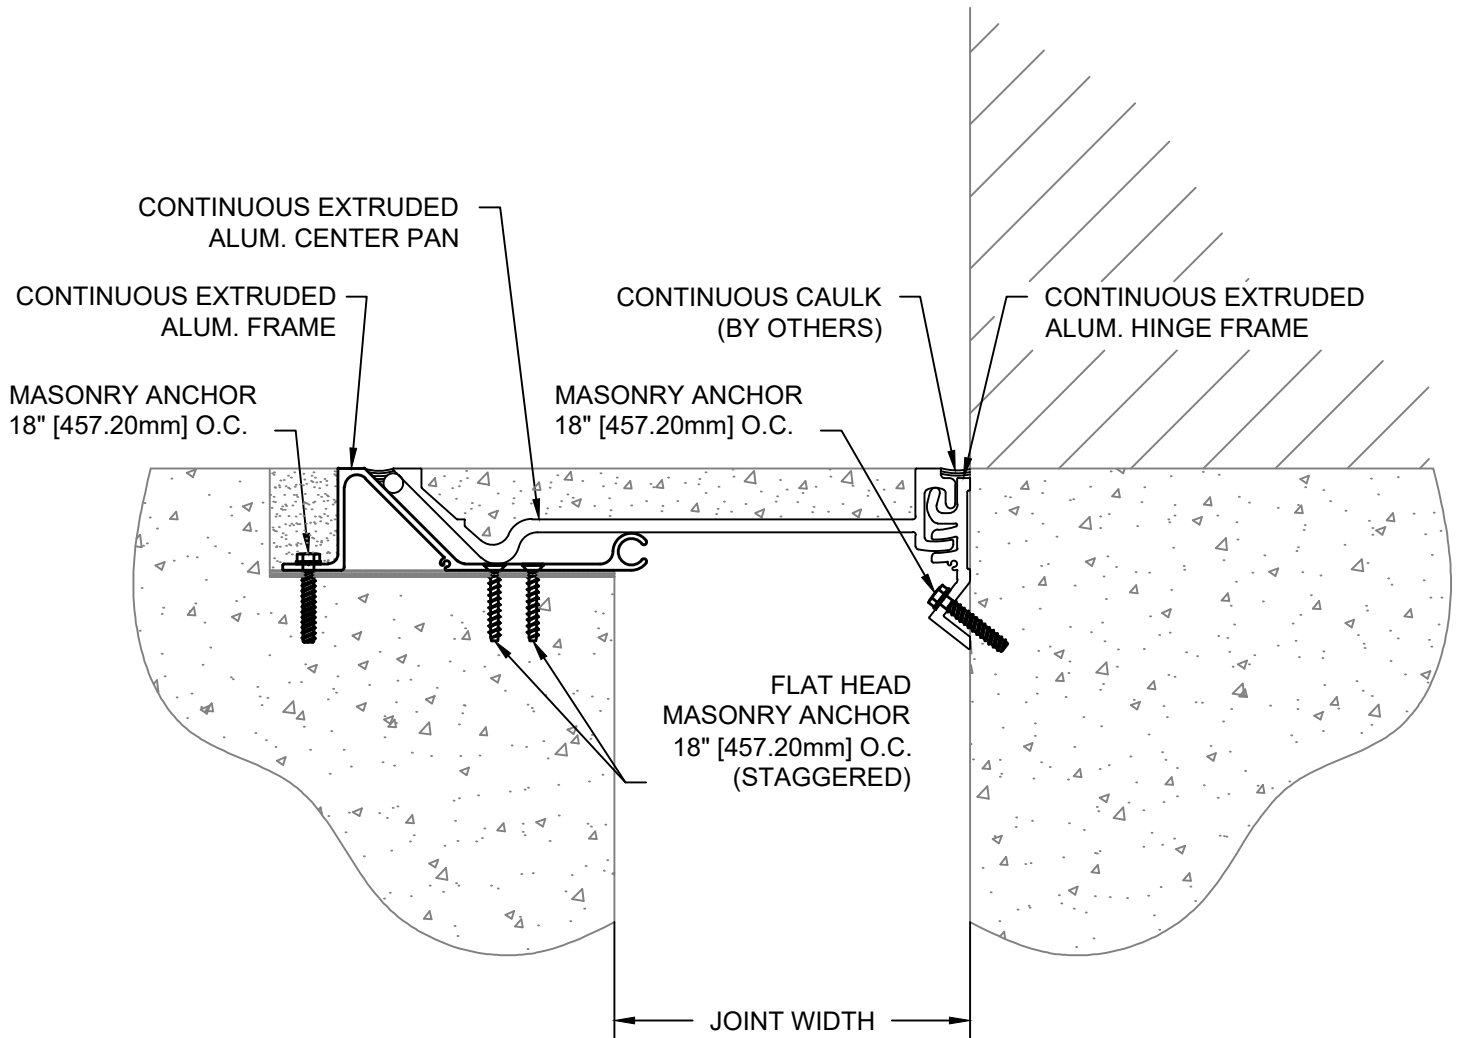 CONTINUOUS EXTRUDED
ALUM. CENTER PAN
CONTINUOUS EXTRUDED
ALUM. FRAME
CONTINUOUS CAULK
(BY OTHERS)
CONTINUOUS EXTRUDED
ALUM. HINGE FRAME
MASONRY ANCHOR
18" [457.20mm] O.C.
MASONRY ANCHOR
18" [457.20mm] O.C.
FLAT HEAD
MASONRY ANCHOR
18" [457.20mm] O.C.
(STAGGERED)
JOINT WIDTH